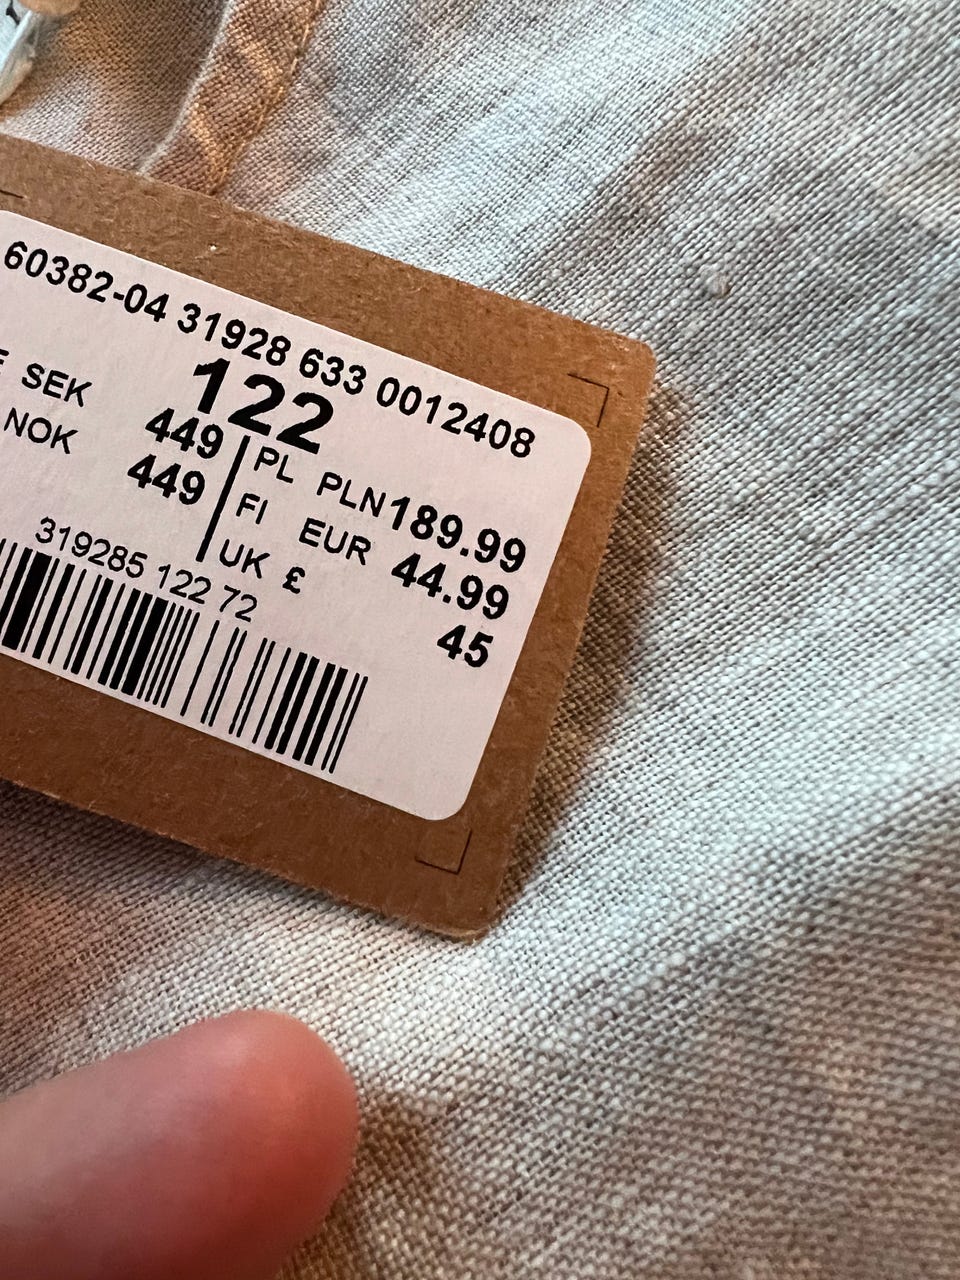 60382-04 31928 633 0012408
122
SEK 449
NOK 449
PL PLN 189.99
FI EUR 44.99
UK £ 45
319285 122 72